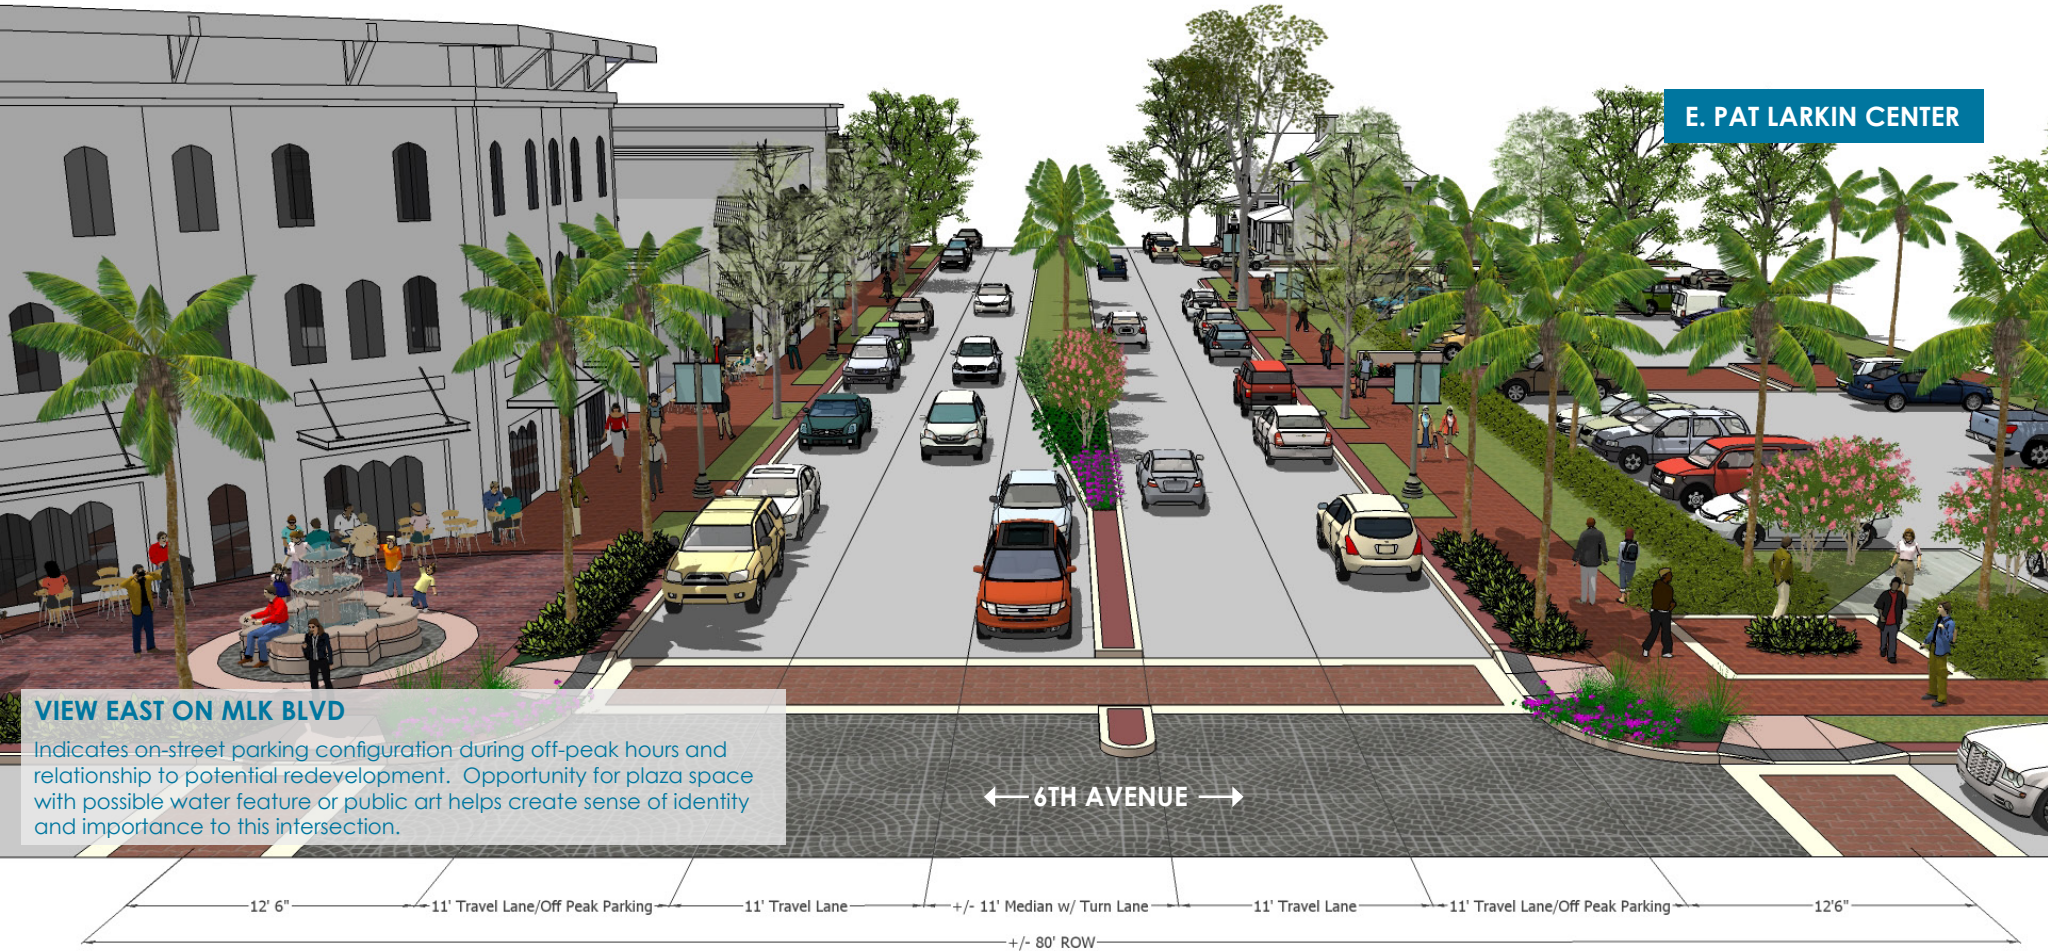 E. PAT LARKIN CENTER
VIEW EAST ON MLK BLVD
Indicates on-street parking configuration during off-peak hours and
relationship to potential redevelopment.  Opportunity for plaza space
with possible water feature or public art helps create sense of identity
and importance to this intersection.
6TH AVENUE
12' 6" 11' Travel Lane/Off Peak Parking 11' Travel Lane +/- 11' Median w/ Turn Lane 11' Travel Lane 11' Travel Lane/Off Peak Parking 12'6"
+/- 80' ROW